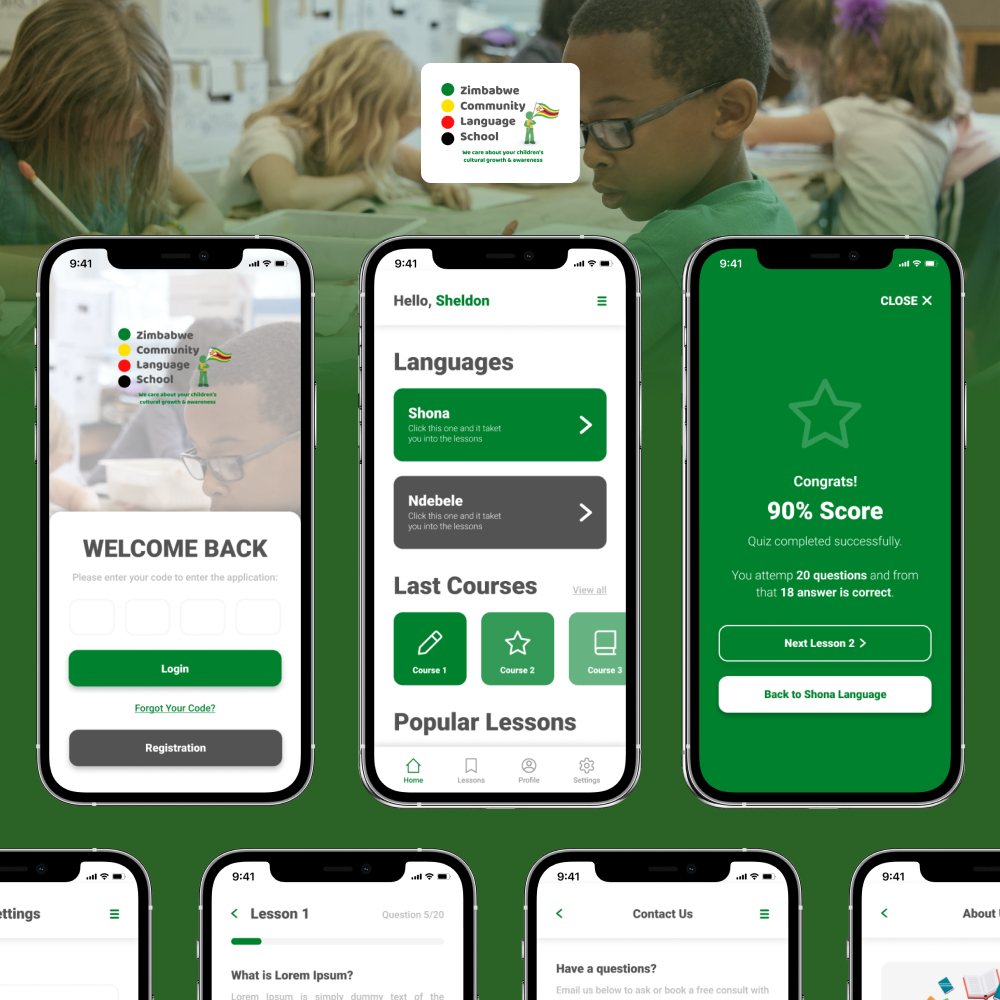 Zimbabwe
Community
Language
School
We care about your children's
cultural growth & awareness
9:41
Zimbabwe
Community
Language
School
We care about your children's
cultural growth & awareness
WELCOME BACK
Please enter your code to enter the application:
Login
Forgot Your Code?
Registration
9:41
Hello, Sheldon
Languages
Shona
Click this one and it taket
you into the lessons
Ndebele
Click this one and it taket
you into the lessons
Last Courses
View all
Course 1
Course 2
Course 3
Popular Lessons
Home
Lessons
Profile
Settings
9:41
CLOSE
Congrats!
90% Score
Quiz completed successfully.
You attemp 20 questions and from
that 18 answer is correct.
Next Lesson 2
Back to Shona Language
ettings
9:41
Lesson 1
Question 5/20
What is Lorem Ipsum?
Lorem Ipsum is simply dummy text of the
9:41
Contact Us
Have a questions?
Email us below to ask or book a free consult with
9:41
About